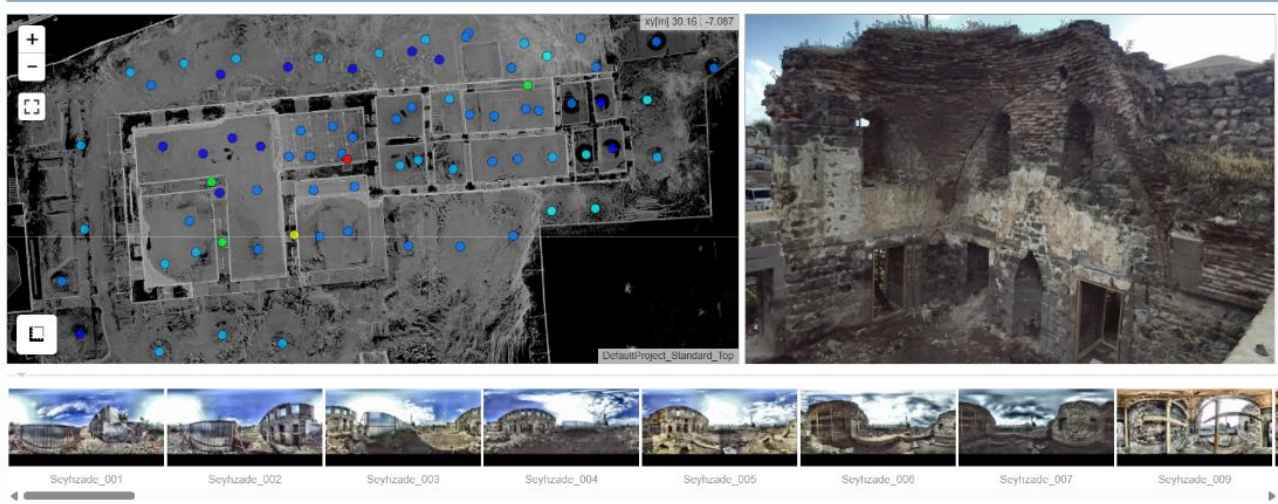 +
−
xy[m] 30.16 | -7.087
DefaultProject_Standard_Top
Seyhzade_001
Seyhzade_002
Seyhzade_003
Seyhzade_004
Seyhzade_005
Seyhzade_006
Seyhzade_007
Seyhzade_009